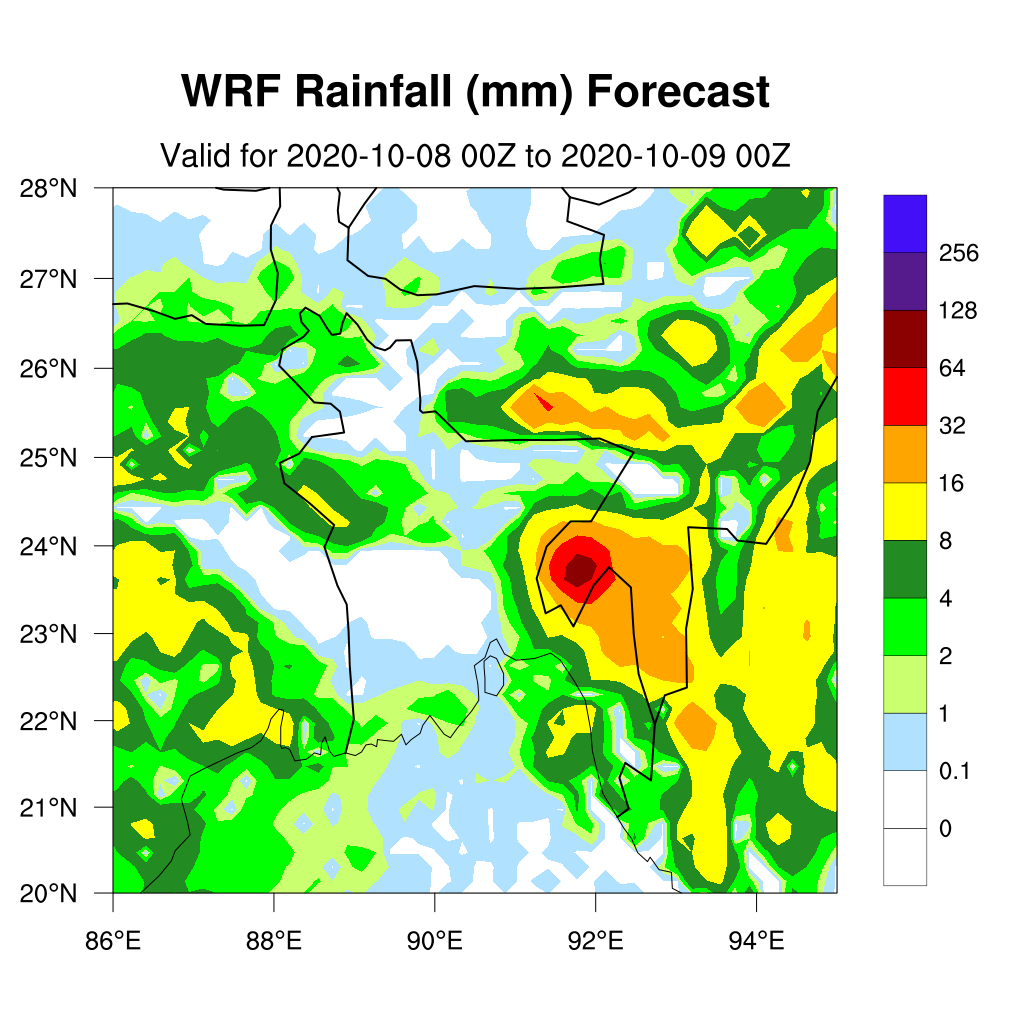 WRF Rainfall (mm) Forecast
Valid for 2020-10-08 00Z to 2020-10-09 00Z
28°N
27°N
26°N
25°N
24°N
23°N
22°N
21°N
20°N
86°E
88°E
90°E
92°E
94°E
256
128
64
32
16
8
4
2
1
0.1
0